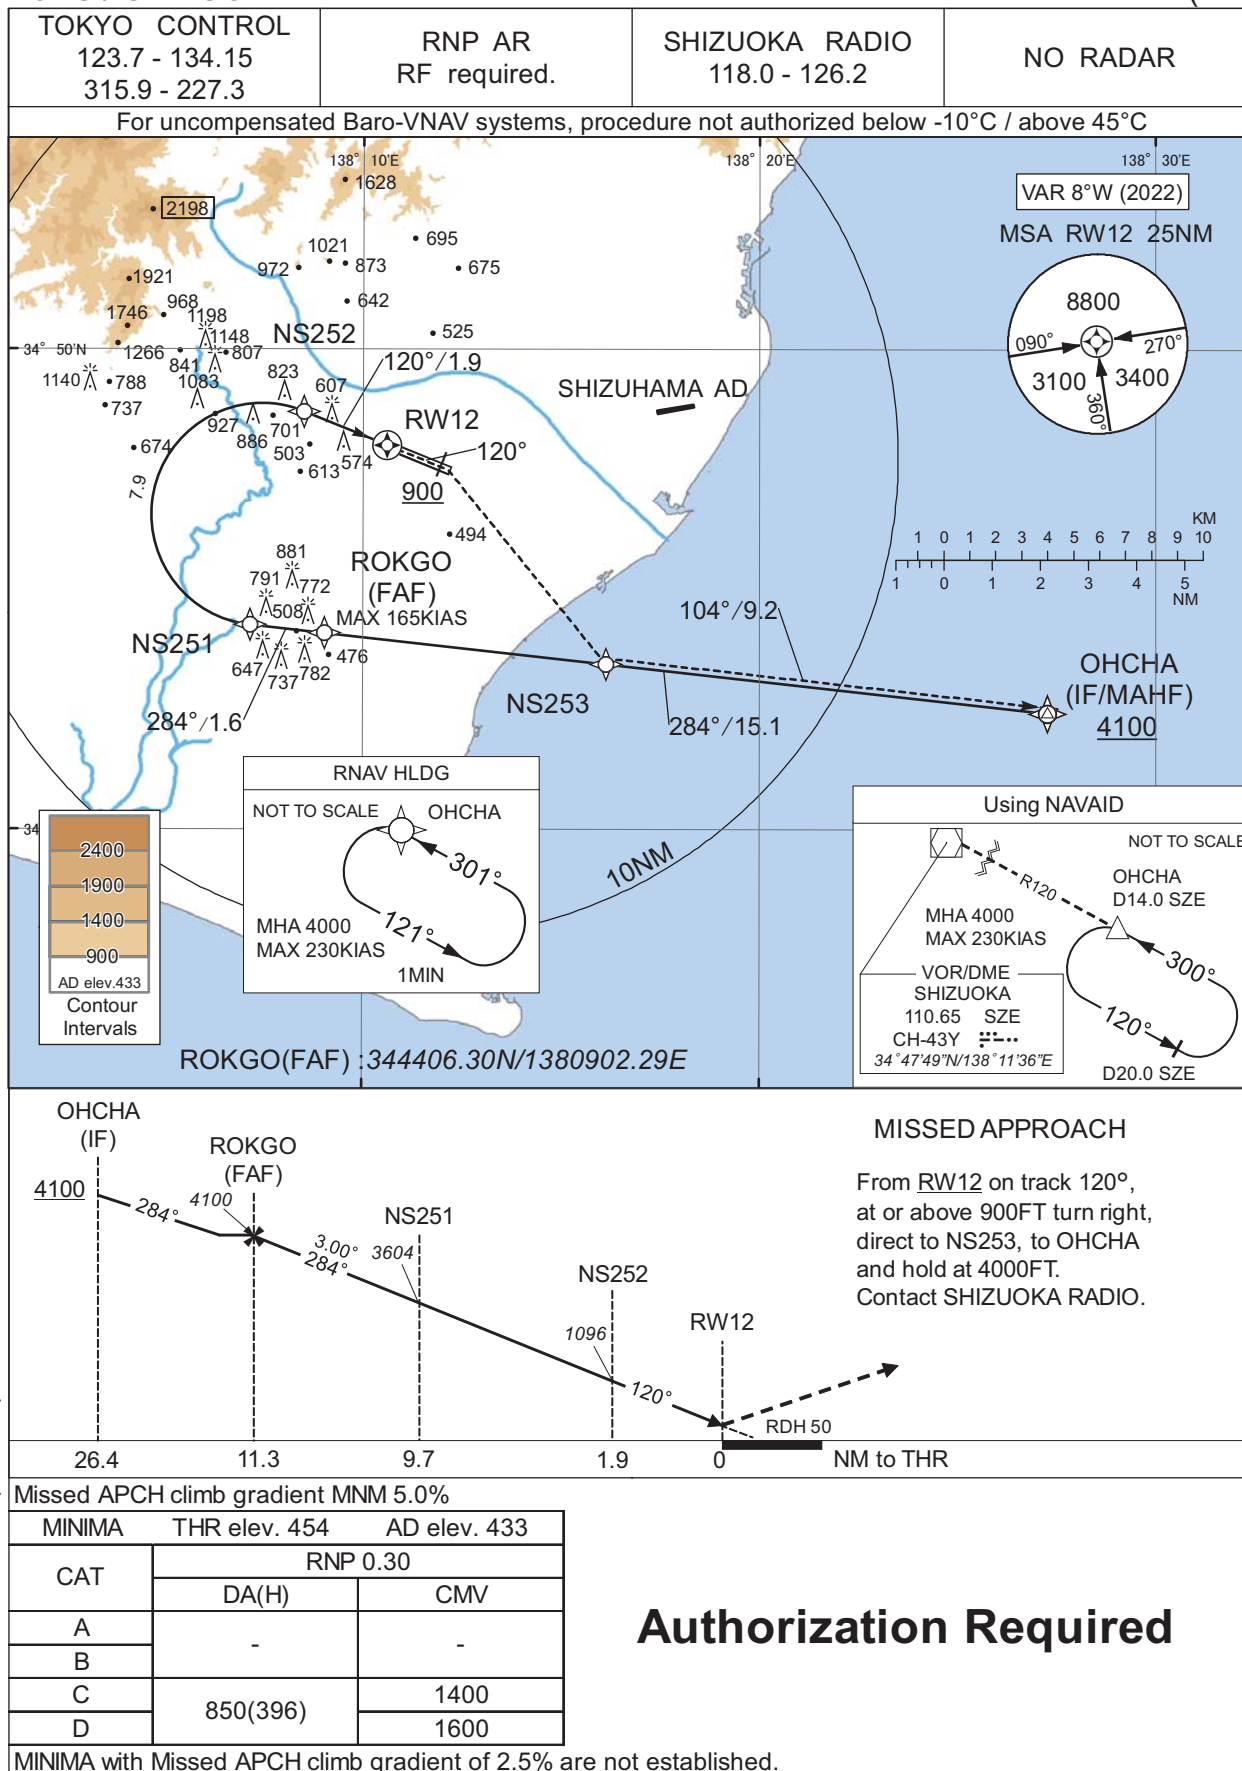 TOKYO CONTROL
123.7 - 134.15
315.9 - 227.3
RNP AR
RF required.
SHIZUOKA RADIO
118.0 - 126.2
NO RADAR
For uncompensated Baro-VNAV systems, procedure not authorized below -10°C / above 45°C
138° 10'E
138° 20'E
138° 30'E
VAR 8°W (2022)
MSA RW12 25NM
8800
090°
270°
3100
3400
360°
1628
2198
695
1021
972
873
675
1921
642
968
1746
1198
525
1148
NS252
34° 50'N
1266
841
807
120°/1.9
1140
788
1083
823
607
SHIZUHAMA AD
737
927
701
RW12
886
503
574
120°
674
613
7.9
900
494
KM
1 0 1 2 3 4 5 6 7 8 9 10
1 0 1 2 3 4 5
NM
881
ROKGO
(FAF)
791
772
508
MAX 165KIAS
104°/9.2
NS251
647
737
782
476
NS253
OHCHA
(IF/MAHF)
4100
284°/1.6
284°/15.1
RNAV HLDG
NOT TO SCALE
OHCHA
301°
121°
MHA 4000
MAX 230KIAS
1MIN
10NM
34
2400
1900
1400
900
AD elev.433
Contour
Intervals
Using NAVAID
NOT TO SCALE
R120
OHCHA
D14.0 SZE
MHA 4000
MAX 230KIAS
300°
120°
VOR/DME
SHIZUOKA
110.65 SZE
CH-43Y
34°47'49"N/138°11'36"E
D20.0 SZE
ROKGO(FAF) :344406.30N/1380902.29E
OHCHA
(IF)
ROKGO
(FAF)
4100
4100
284°
NS251
3.00°
284°
3604
NS252
1096
RW12
120°
RDH 50
26.4
11.3
9.7
1.9
0
NM to THR
MISSED APPROACH
From RW12 on track 120°,
at or above 900FT turn right,
direct to NS253, to OHCHA
and hold at 4000FT.
Contact SHIZUOKA RADIO.
Missed APCH climb gradient MNM 5.0%
MINIMA THR elev. 454 AD elev. 433
CAT
RNP 0.30
DA(H)
CMV
A
B
-
-
C
D
850(396)
1400
1600
Authorization Required
MINIMA with Missed APCH climb gradient of 2.5% are not established.